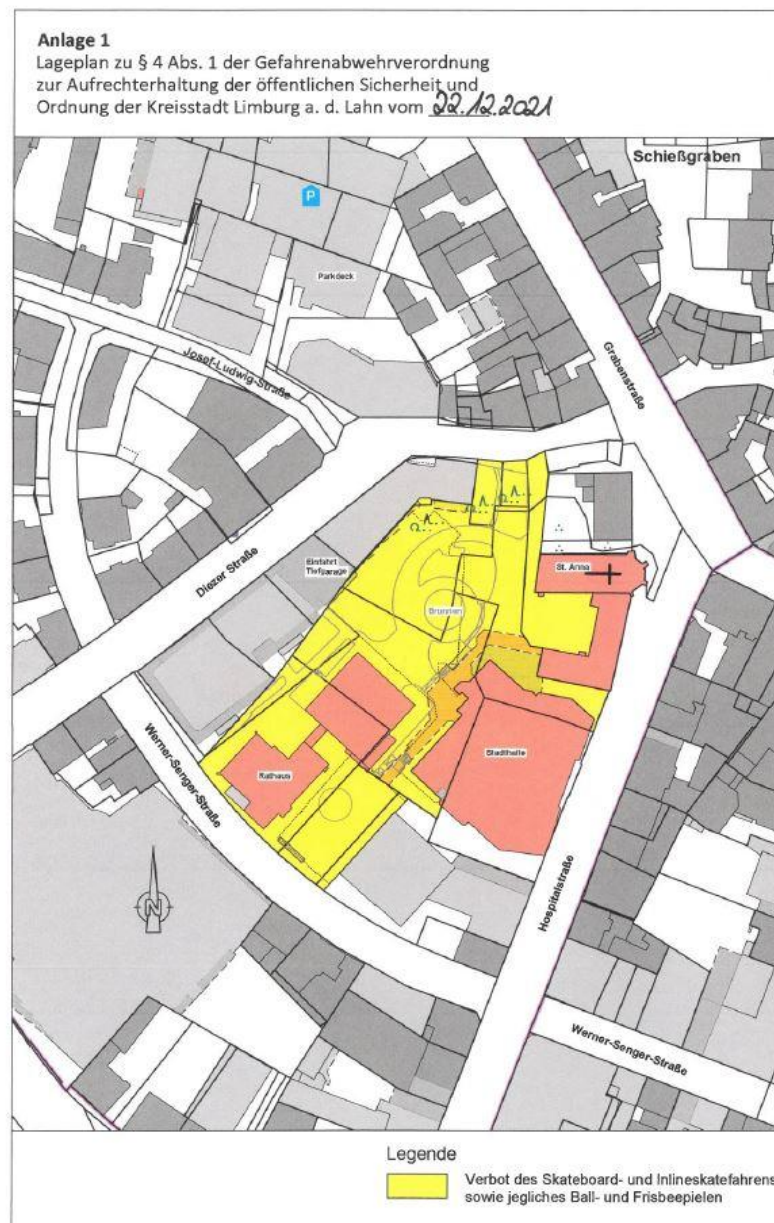 Anlage 1
Lageplan zu § 4 Abs. 1 der Gefahrenabwehrverordnung
zur Aufrechterhaltung der öffentlichen Sicherheit und
Ordnung der Kreisstadt Limburg a. d. Lahn vom 22.12.2021
Schießgraben
P
Parkdeck
Josef-Ludwig-Straße
Grabenstraße
Diezer Straße
Einfahrt
Tiefgarage
St. Anna
Brunnen
Werner-Senger-Straße
Rathaus
Stadthalle
N
Hospitalstraße
Werner-Senger-Straße
Legende
Verbot des Skateboard- und Inlineskatefahrens
sowie jegliches Ball- und Frisbeepielen